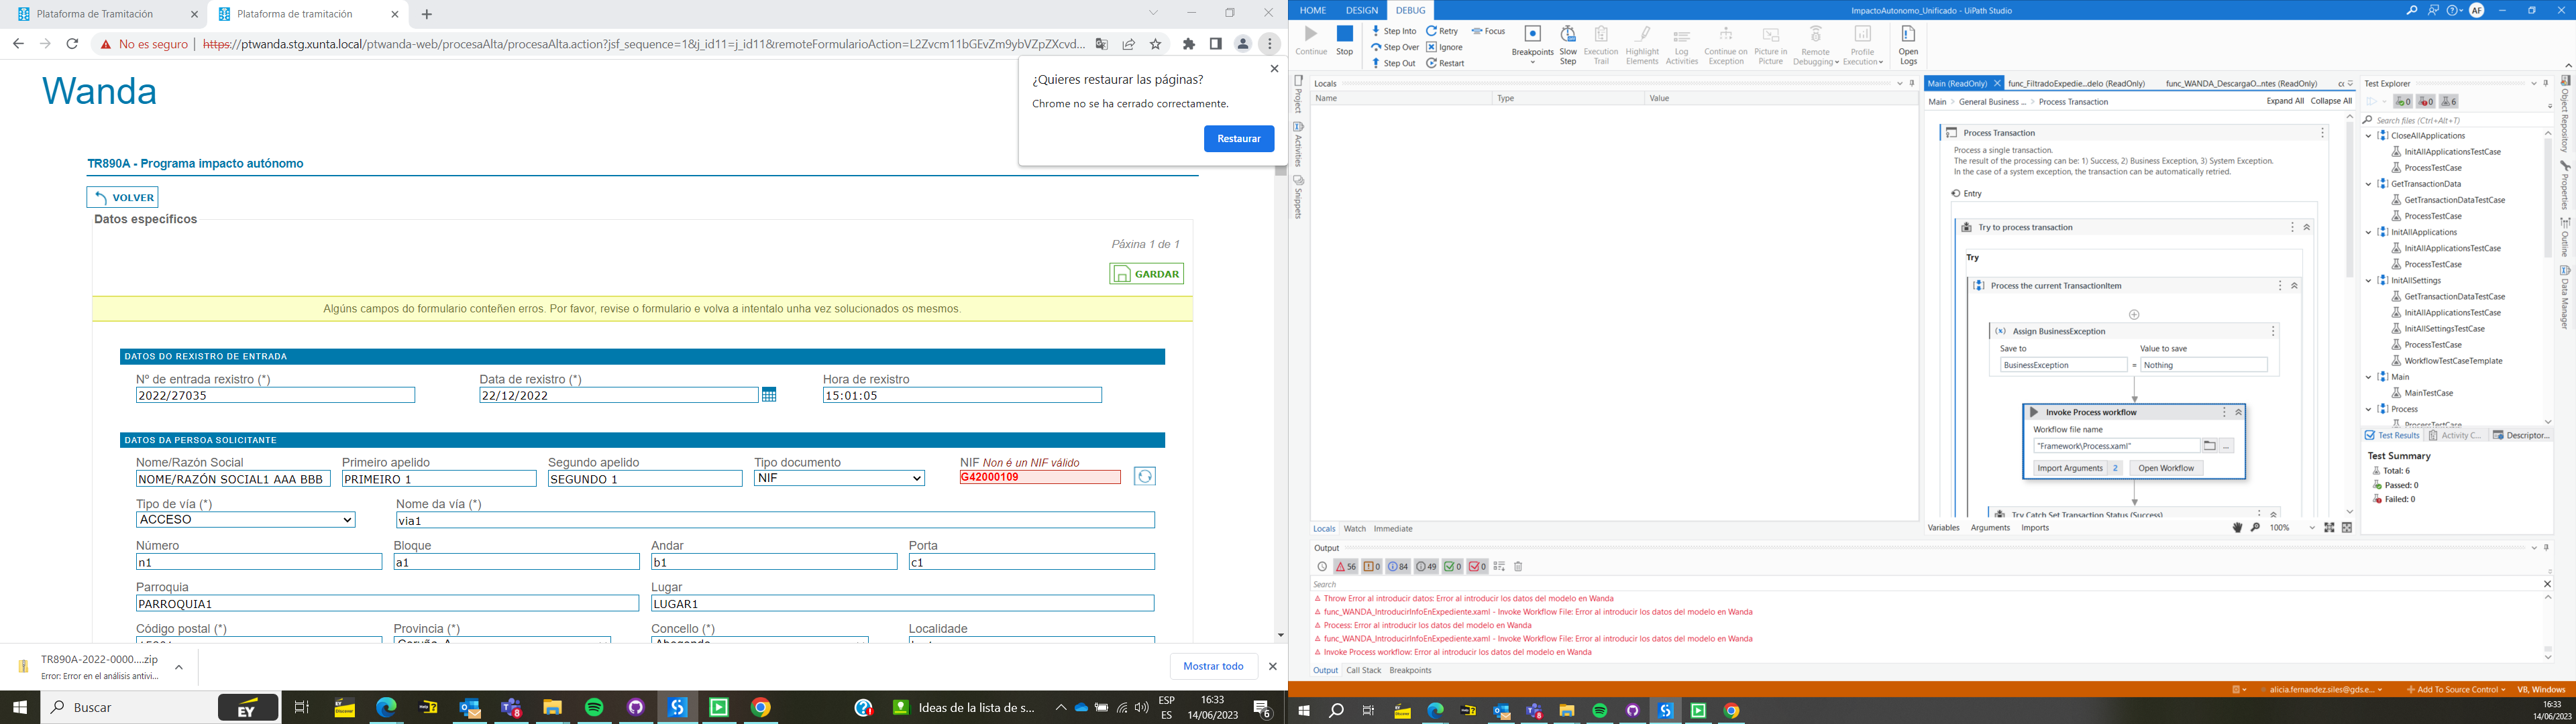 Plataforma de Tramitación
Plataforma de tramitación
No es seguro | https://ptwanda.stg.xunta.local/ptwanda-web/procesaAlta/procesaAlta.action?jsf_sequence=1&j_id11=j_id11&remoteFormularioAction=L2Zvcm11bGEvZm9ybVZpZXcvd...
Wanda
¿Quieres restaurar las páginas?
Chrome no se ha cerrado correctamente.
Restaurar
TR890A - Programa impacto autónomo
VOLVER
Datos específicos
Páxina 1 de 1
GARDAR
Algúns campos do formulario conteñen erros. Por favor, revise o formulario e volva a intentalo unha vez solucionados os mesmos.
DATOS DO REXISTRO DE ENTRADA
Nº de entrada rexistro (*) Data de rexistro (*) Hora de rexistro
2022/27035 22/12/2022 15:01:05
DATOS DA PERSOA SOLICITANTE
Nome/Razón Social Primeiro apelido Segundo apelido Tipo documento NIF Non é un NIF válido
NOME/RAZÓN SOCIAL1 AAA BBB PRIMEIRO 1 SEGUNDO 1 NIF G42000109
Tipo de vía (*) Nome da vía (*)
ACCESO via1
Número Bloque Andar Porta
n1 a1 b1 c1
Parroquia Lugar
PARROQUIA1 LUGAR1
Código postal (*) Provincia (*) Concello (*) Localidade
TR890A-2022-0000....zip
Error: Error en el análisis antivi...
Mostrar todo
Buscar
EY
Ideas de la lista de s...
ESP
ES
16:33
14/06/2023
6
HOME DESIGN DEBUG
ImpactoAutonomo_Unificado - UiPath Studio
AF
Continue Stop
Step Into Retry Focus
Step Over Ignore
Step Out Restart
Breakpoints
Slow Step
Execution Trail
Highlight Elements
Log Activities
Continue on Exception
Picture in Picture
Remote Debugging
Profile Execution
Open Logs
Project
Activities
Snippets
Locals
Name Type Value
Locals Watch Immediate
Main (ReadOnly) func_FiltradoExpedie...delo (ReadOnly) func_WANDA_DescargaO...ntes (ReadOnly) cc
Main > General Business ... > Process Transaction Expand All Collapse All
Process Transaction
Process a single transaction.
The result of the processing can be: 1) Success, 2) Business Exception, 3) System Exception.
In the case of a system exception, the transaction can be automatically retried.
Entry
Try to process transaction
Try
Process the current TransactionItem
Assign BusinessException
Save to Value to save
BusinessException = Nothing
Invoke Process workflow
Workflow file name
"Framework\Process.xaml"
Import Arguments 2 Open Workflow
Try Catch Set Transaction Status (Success)
Variables Arguments Imports 100%
Test Explorer
0 0 6
Search files (Ctrl+Alt+T)
CloseAllApplications
InitAllApplicationsTestCase
ProcessTestCase
GetTransactionData
GetTransactionDataTestCase
ProcessTestCase
InitAllApplications
InitAllApplicationsTestCase
ProcessTestCase
InitAllSettings
GetTransactionDataTestCase
InitAllApplicationsTestCase
InitAllSettingsTestCase
ProcessTestCase
WorkflowTestCaseTemplate
Main
MainTestCase
Process
ProcessTestCase
Test Results Activity C... Descriptor...
Test Summary
Total: 6
Passed: 0
Failed: 0
Object Repository
Properties
Outline
Data Manager
Output
56 0 84 49 0 0
Search
Throw Error al introducir datos: Error al introducir los datos del modelo en Wanda
func_WANDA_IntroducirInfoEnExpediente.xaml - Invoke Workflow File: Error al introducir los datos del modelo en Wanda
Process: Error al introducir los datos del modelo en Wanda
func_WANDA_IntroducirInfoEnExpediente.xaml - Invoke Workflow File: Error al introducir los datos del modelo en Wanda
Invoke Process workflow: Error al introducir los datos del modelo en Wanda
Output Call Stack Breakpoints
alicia.fernandez.siles@gds.e... Add To Source Control VB, Windows
16:33
14/06/2023